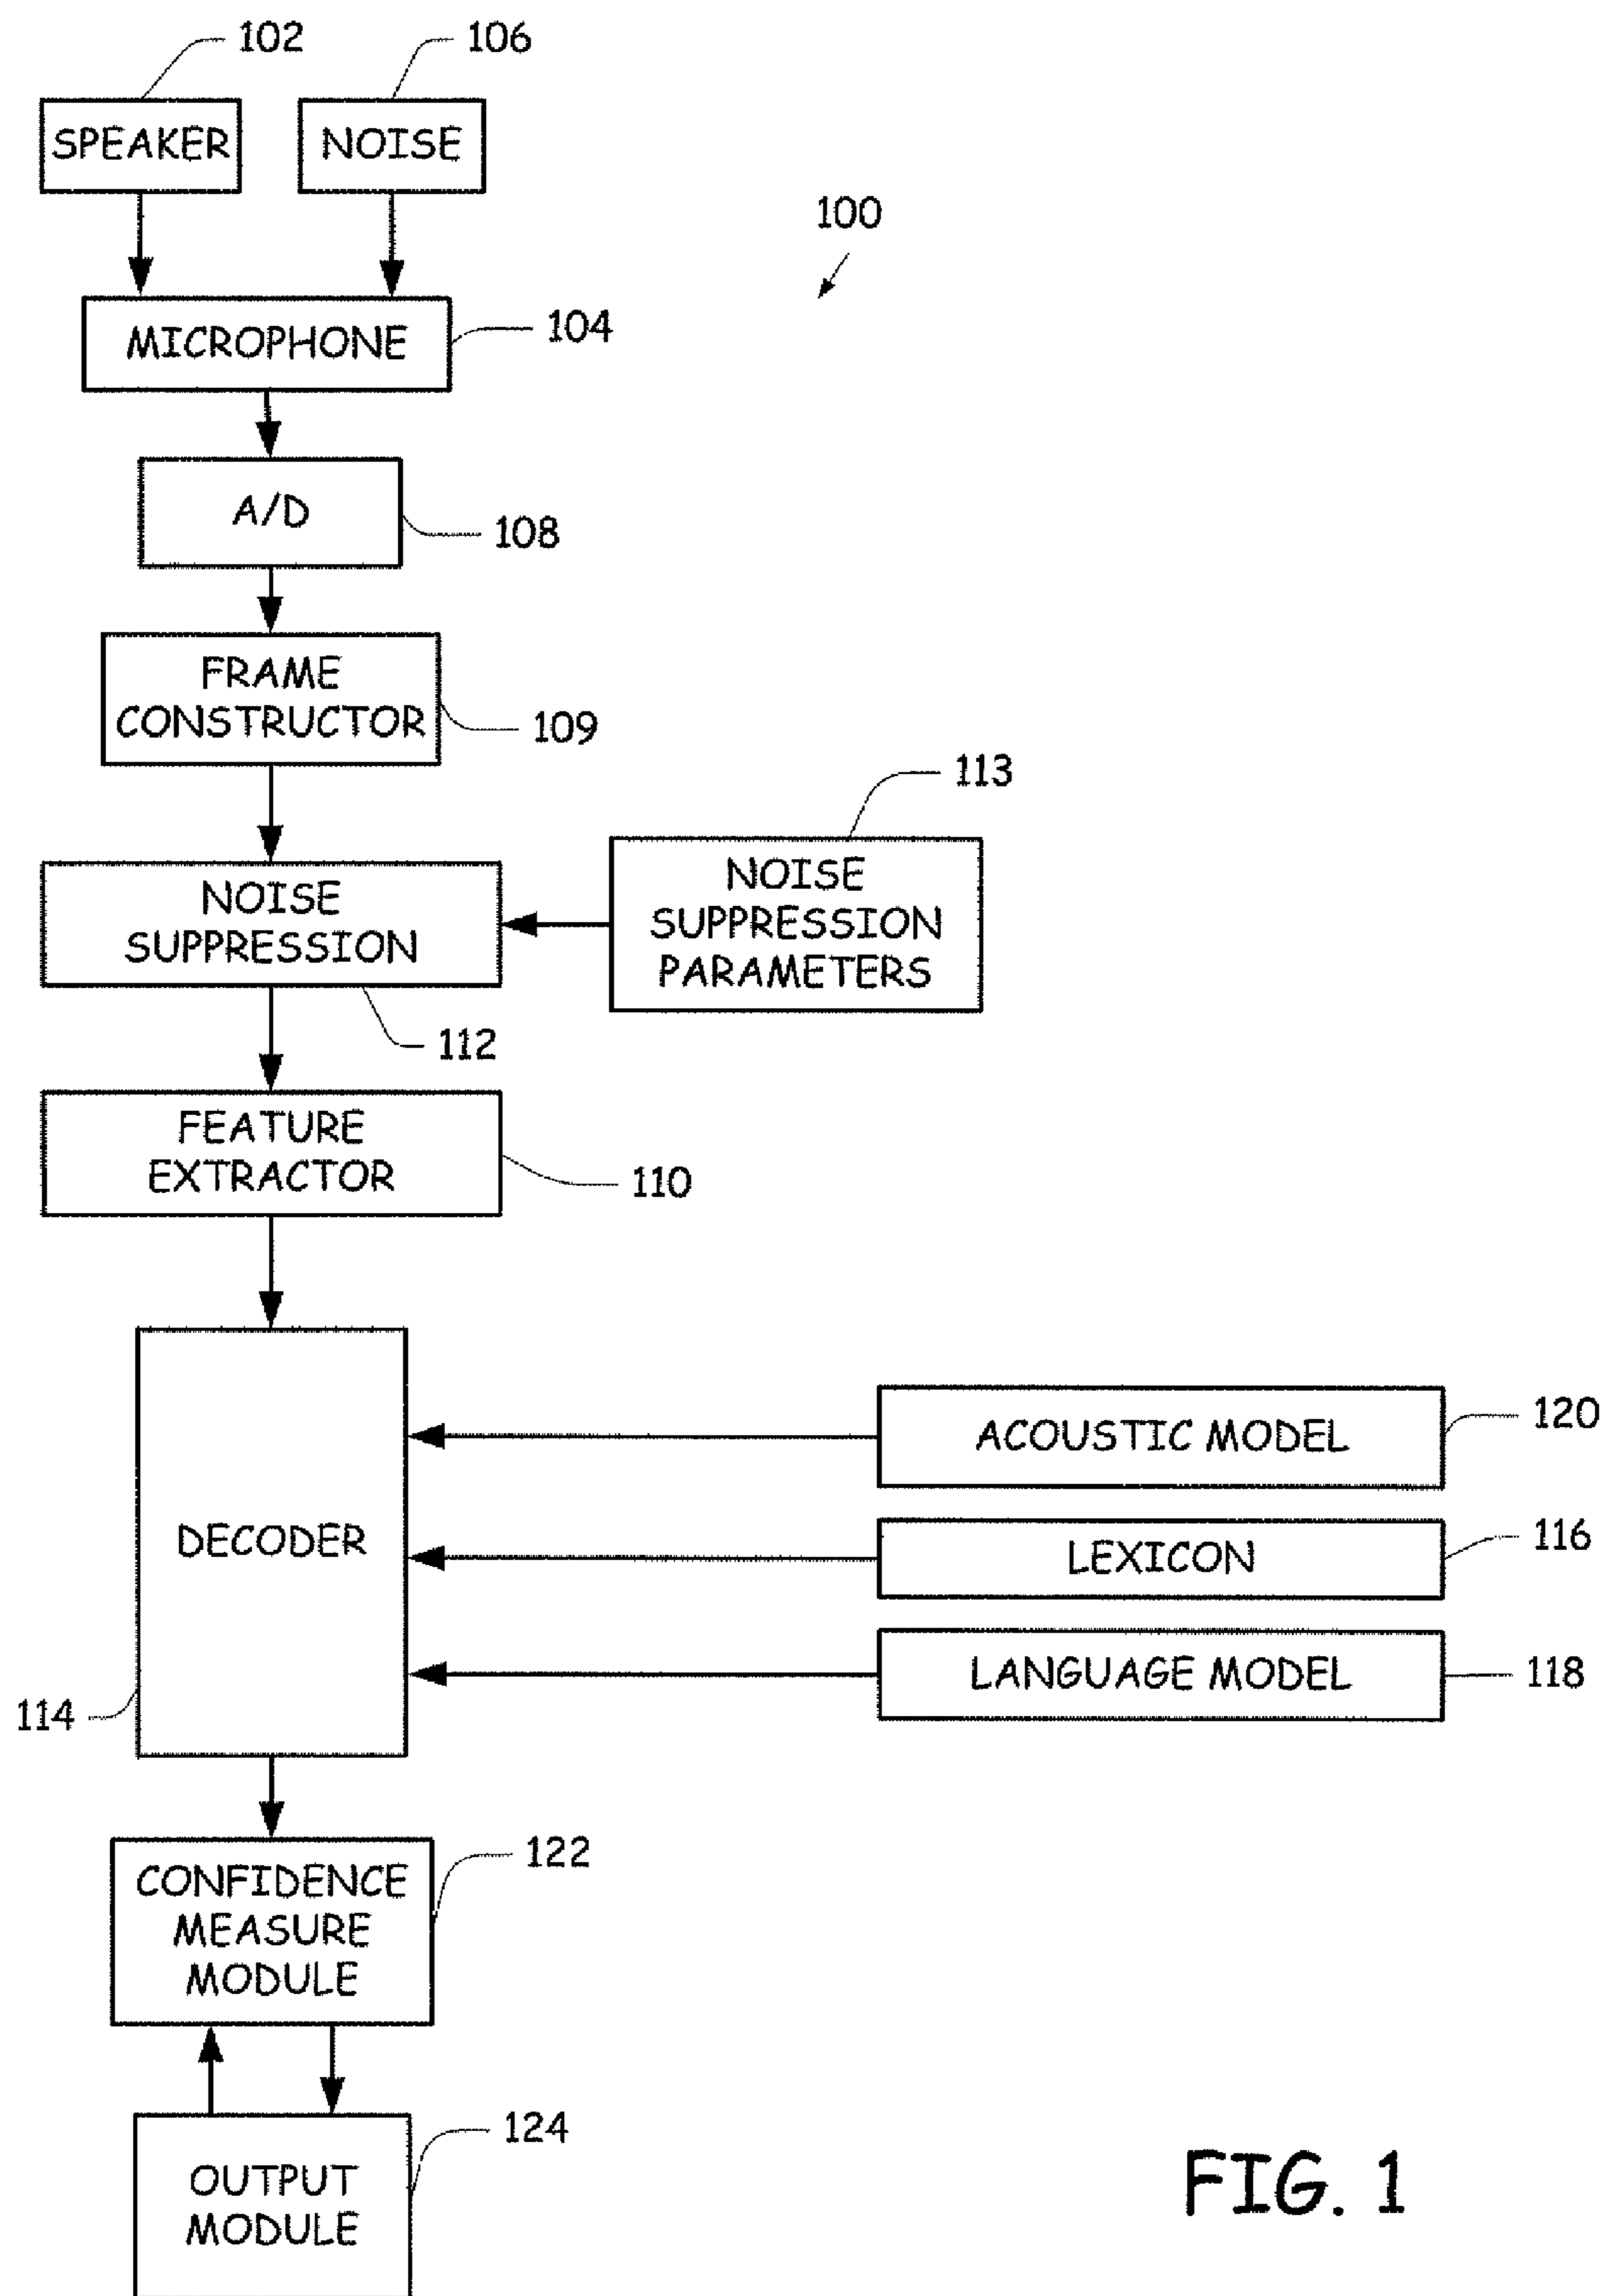 102
106
SPEAKER
NOISE
100
MICROPHONE
104
A/D
108
FRAME
CONSTRUCTOR
109
113
NOISE
SUPPRESSION
NOISE
SUPPRESSION
PARAMETERS
112
FEATURE
EXTRACTOR
110
DECODER
114
ACOUSTIC MODEL
120
LEXICON
116
LANGUAGE MODEL
118
CONFIDENCE
MEASURE
MODULE
122
OUTPUT
MODULE
124
FIG. 1